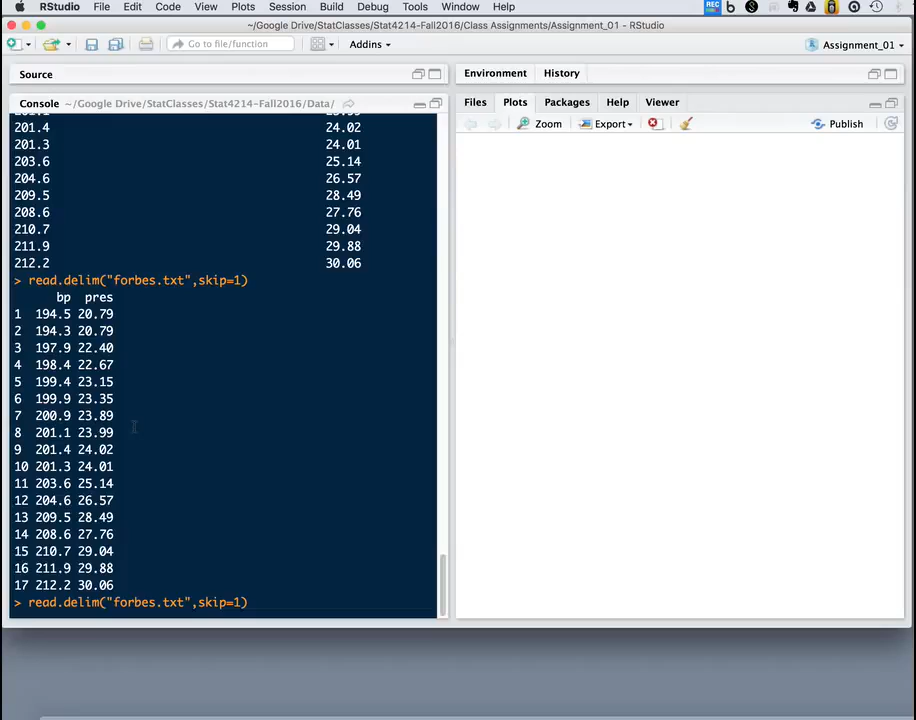 RStudio File Edit Code View Plots Session Build Debug Tools Window Help REC
~/Google Drive/StatClasses/Stat4214-Fall2016/Class Assignments/Assignment_01 - RStudio
Go to file/function Addins Assignment_01
Source
Environment History
Console ~/Google Drive/StatClasses/Stat4214-Fall2016/Data/
Files Plots Packages Help Viewer
Zoom Export Publish
201.4 24.02
201.3 24.01
203.6 25.14
204.6 26.57
209.5 28.49
208.6 27.76
210.7 29.04
211.9 29.88
212.2 30.06
> read.delim("forbes.txt",skip=1)
bp pres
1 194.5 20.79
2 194.3 20.79
3 197.9 22.40
4 198.4 22.67
5 199.4 23.15
6 199.9 23.35
7 200.9 23.89
8 201.1 23.99
9 201.4 24.02
10 201.3 24.01
11 203.6 25.14
12 204.6 26.57
13 209.5 28.49
14 208.6 27.76
15 210.7 29.04
16 211.9 29.88
17 212.2 30.06
> read.delim("forbes.txt",skip=1)